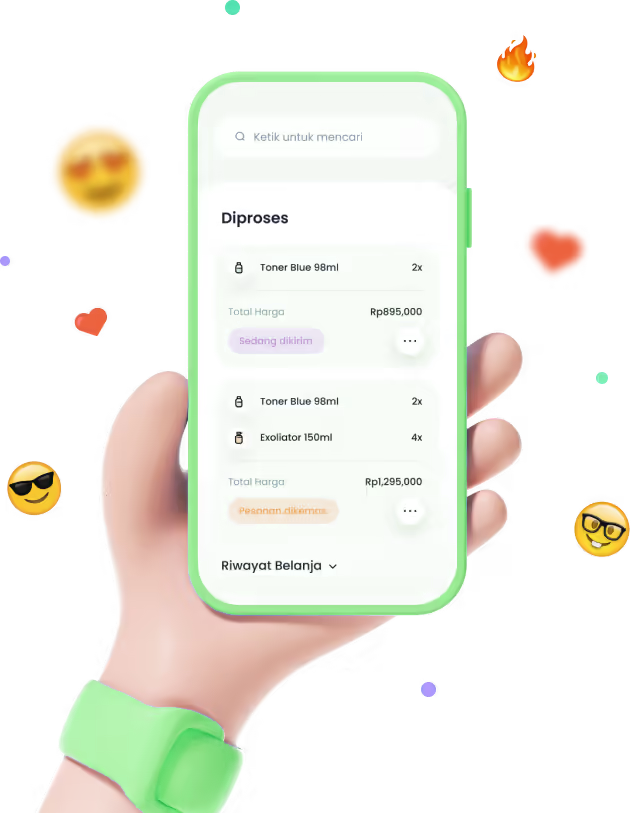 Ketik untuk mencari
Diproses
Toner Blue 98ml 2x
Total Harga Rp895,000
Sedang dikirim
Toner Blue 98ml 2x
Exoliator 150ml 4x
Total Harga Rp1,295,000
Pesanan dikemas
Riwayat Belanja